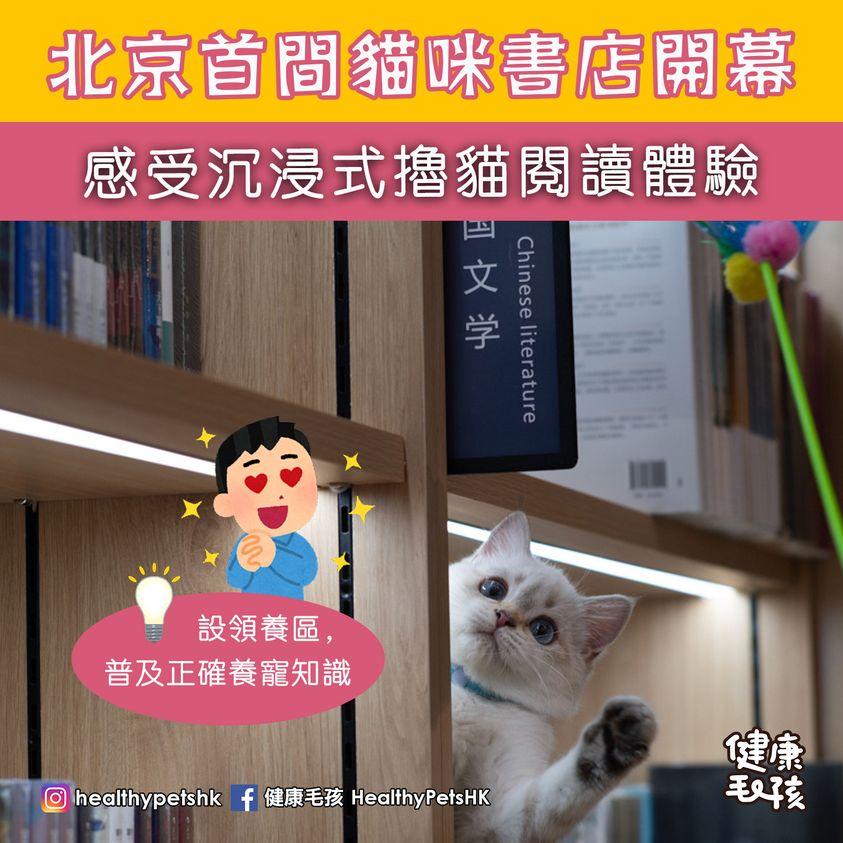 北京首間貓咪書店開幕
感受沉浸式擼貓閱讀體驗
国文学
Chinese literature
設領養區，
普及正確養寵知識
健康
毛孩
healthypetshk
健康毛孩 HealthyPetsHK